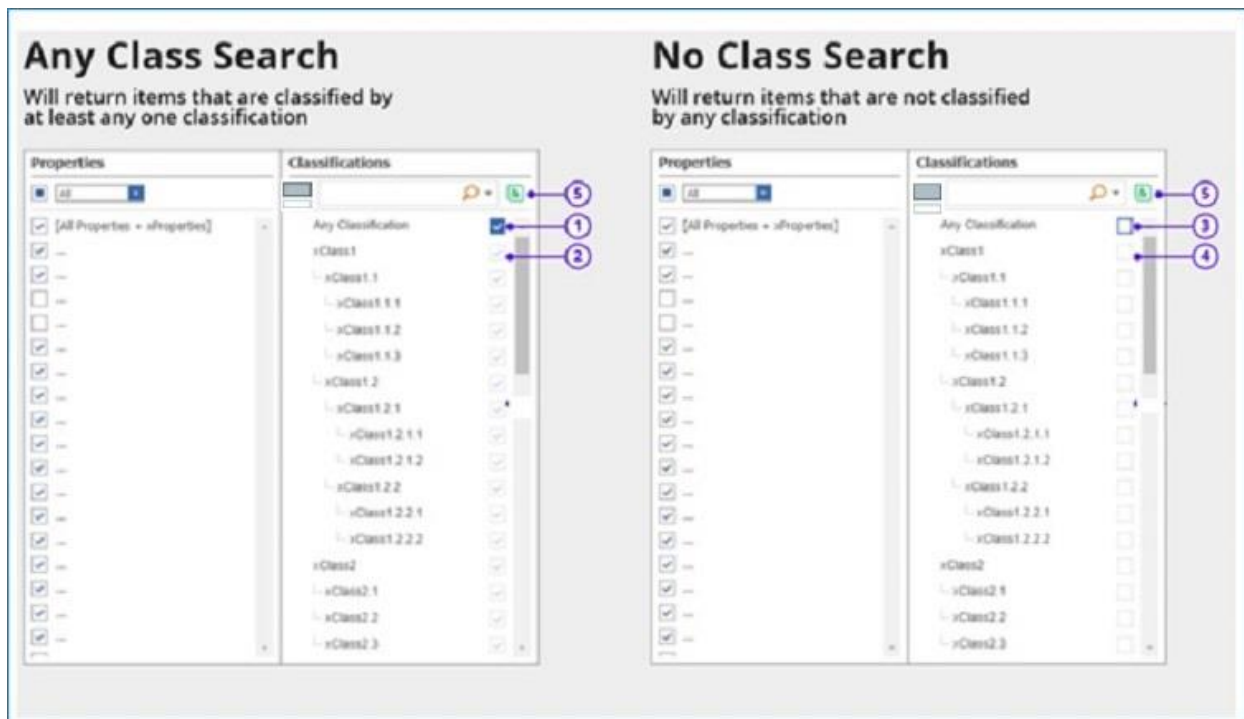 Any Class Search
Will return items that are classified by
at least any one classification
Properties
Classifications
All
5
[All Properties + xProperties]
Any Classification
1
...
xClass1
2
...
xClass1.1
...
xClass1.1.1
...
xClass1.1.2
...
xClass1.1.3
...
xClass1.2
...
xClass1.2.1
...
xClass1.2.1.1
...
xClass1.2.1.2
...
xClass1.2.2
...
xClass1.2.2.1
...
xClass1.2.2.2
...
xClass2
...
xClass2.1
...
xClass2.2
...
xClass2.3
No Class Search
Will return items that are not classified
by any classification
Properties
Classifications
All
5
[All Properties + xProperties]
Any Classification
3
...
xClass1
4
...
xClass1.1
...
xClass1.1.1
...
xClass1.1.2
...
xClass1.1.3
...
xClass1.2
...
xClass1.2.1
...
xClass1.2.1.1
...
xClass1.2.1.2
...
xClass1.2.2
...
xClass1.2.2.1
...
xClass1.2.2.2
...
xClass2
...
xClass2.1
...
xClass2.2
...
xClass2.3